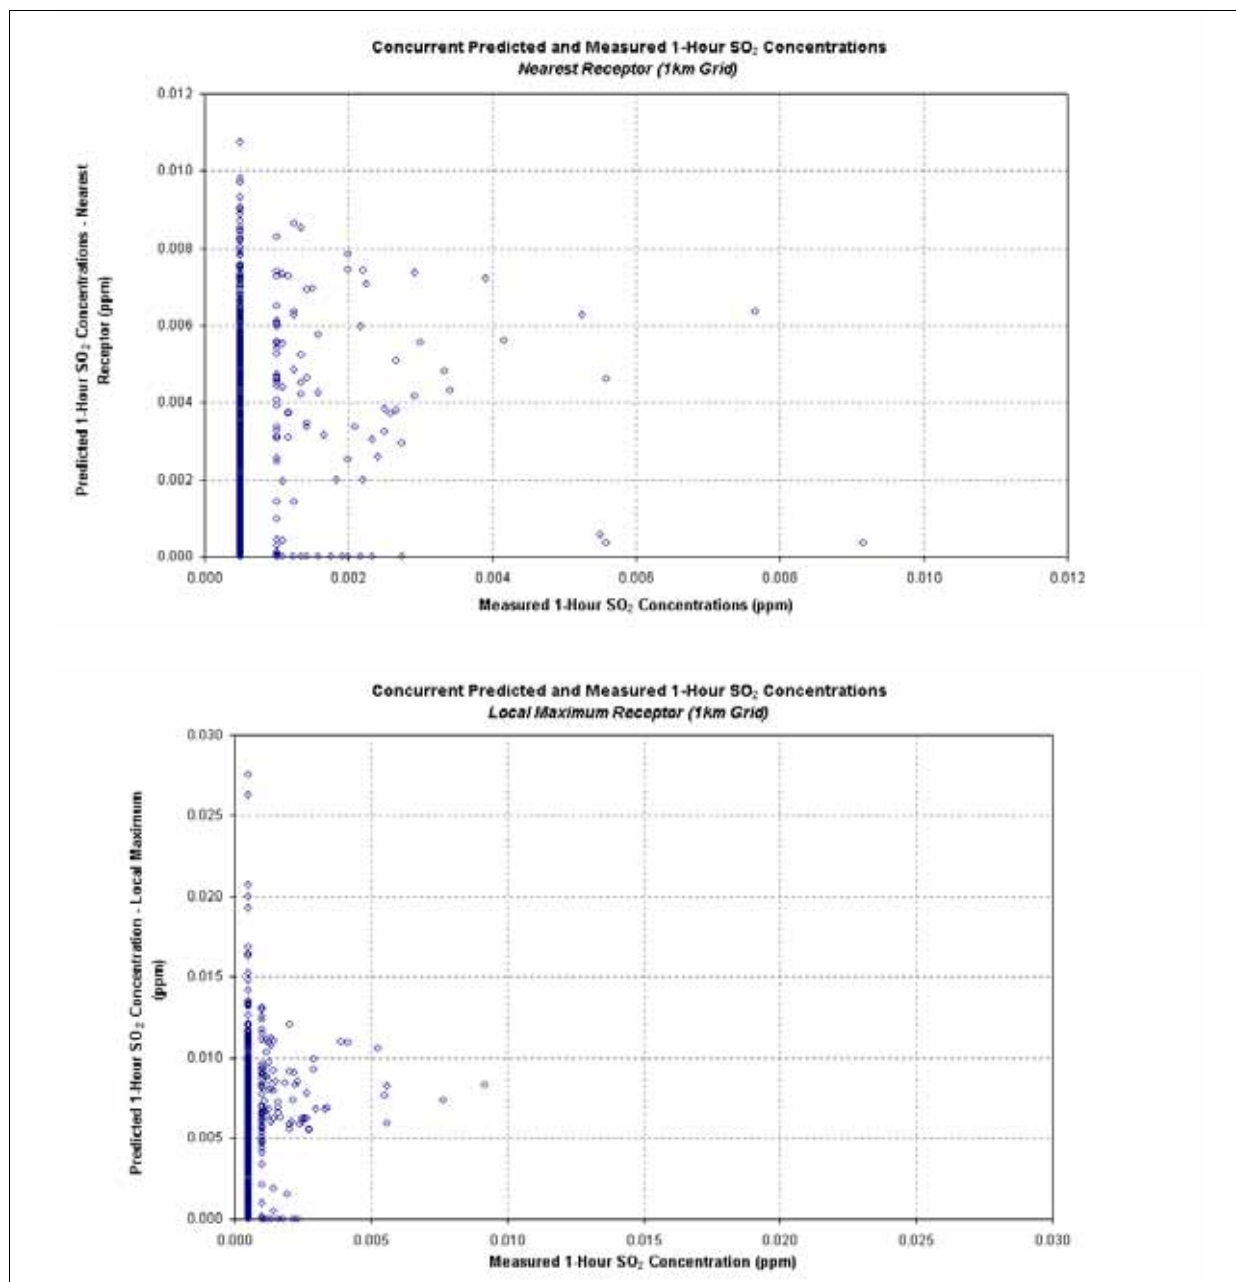 Concurrent Predicted and Measured 1-Hour SO₂ Concentrations
Nearest Receptor (1km Grid)
0.012
0.010
0.008
0.006
0.004
0.002
0.000
Predicted 1-Hour SO₂ Concentrations - Nearest
Receptor (ppm)
0.000 0.002 0.004 0.006 0.008 0.010 0.012
Measured 1-Hour SO₂ Concentrations (ppm)
Concurrent Predicted and Measured 1-Hour SO₂ Concentrations
Local Maximum Receptor (1km Grid)
0.030
0.025
0.020
0.015
0.010
0.005
0.000
Predicted 1-Hour SO₂ Concentration - Local Maximum
(ppm)
0.000 0.005 0.010 0.015 0.020 0.025 0.030
Measured 1-Hour SO₂ Concentration (ppm)